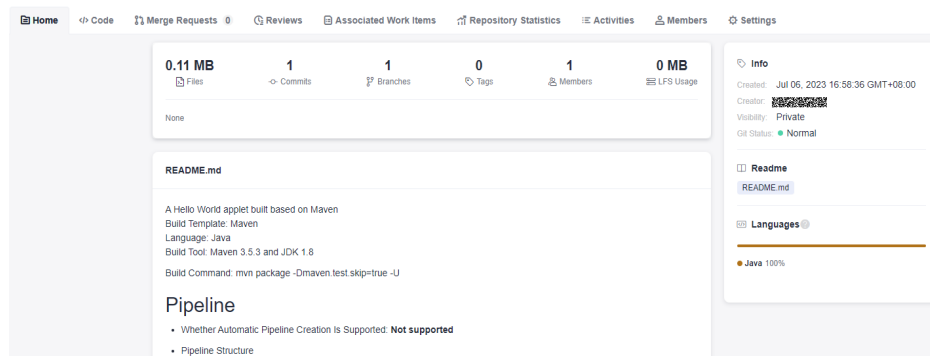 Home Code Merge Requests 0 Reviews Associated Work Items Repository Statistics Activities Members Settings
0.11 MB 1 1 0 1 0 MB
Files Commits Branches Tags Members LFS Usage
None
README.md
A Hello World applet built based on Maven
Build Template: Maven
Language: Java
Build Tool: Maven 3.5.3 and JDK 1.8
Build Command: mvn package -Dmaven.test.skip=true -U
Pipeline
• Whether Automatic Pipeline Creation Is Supported: Not supported
• Pipeline Structure
Info
Created: Jul 06, 2023 16:58:36 GMT+08:00
Creator:
Visibility: Private
Git Status: Normal
Readme
README.md
Languages
Java 100%